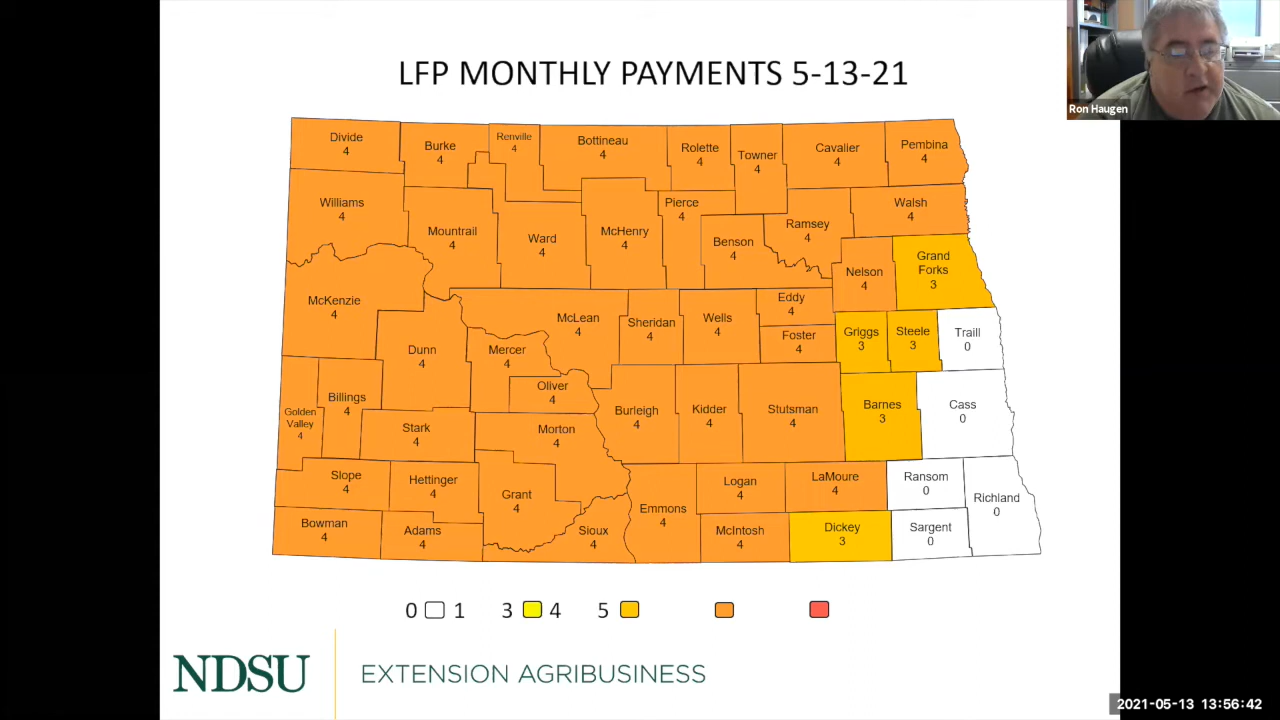 LFP MONTHLY PAYMENTS 5-13-21
Ron Haugen
Divide
4
Burke
4
Renville
4
Bottineau
4
Rolette
4
Towner
4
Cavalier
4
Pembina
4
Williams
4
Mountrail
4
Ward
4
McHenry
4
Pierce
4
Benson
4
Ramsey
4
Walsh
4
McKenzie
4
Dunn
4
McLean
4
Sheridan
4
Wells
4
Eddy
4
Foster
4
Nelson
4
Grand
Forks
3
Griggs
3
Steele
3
Traill
0
Mercer
4
Oliver
4
Golden
Valley
4
Billings
4
Stark
4
Morton
4
Burleigh
4
Kidder
4
Stutsman
4
Barnes
3
Cass
0
Slope
4
Hettinger
4
Grant
4
Bowman
4
Adams
4
Sioux
4
Emmons
4
Logan
4
McIntosh
4
LaMoure
4
Dickey
3
Ransom
0
Sargent
0
Richland
0
0 1 3 4 5
NDSU EXTENSION AGRIBUSINESS
2021-05-13 13:56:42